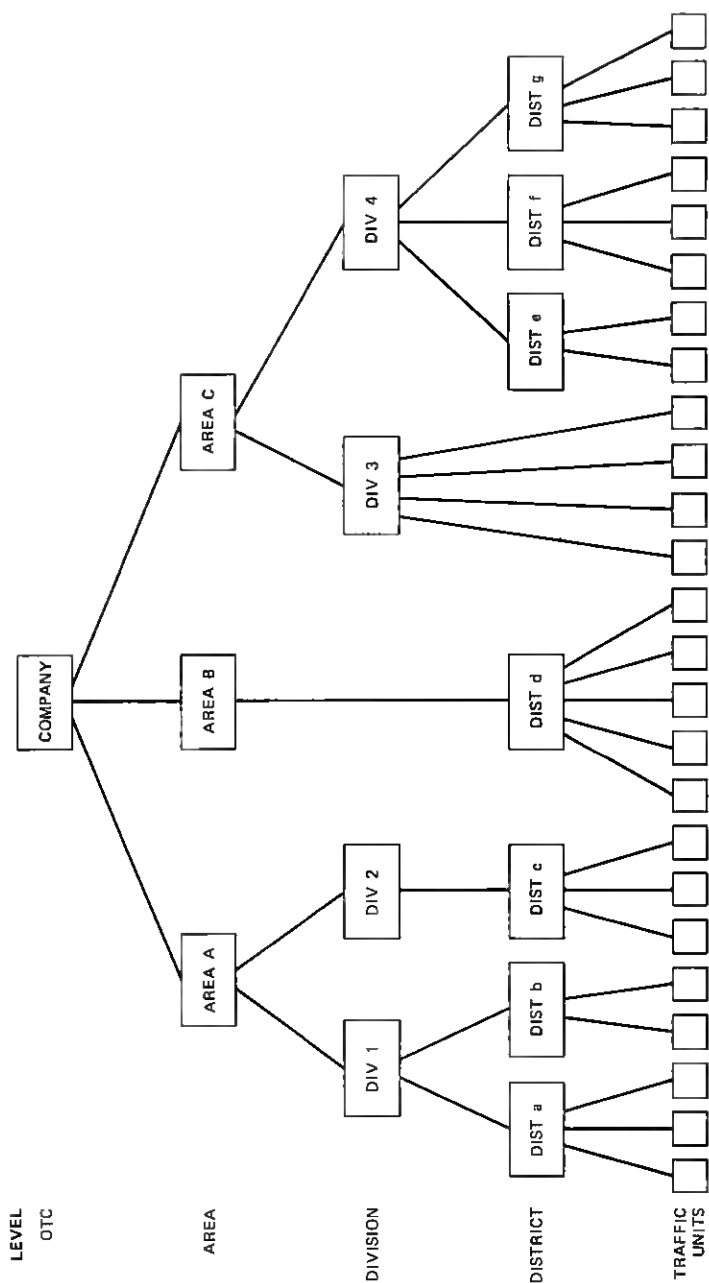 LEVEL
OTC
COMPANY
AREA
AREA A
AREA B
AREA C
DIVISION
DIV 1
DIV 2
DIV 3
DIV 4
DISTRICT
DIST a
DIST b
DIST c
DIST d
DIST e
DIST f
DIST g
TRAFFIC
UNITS